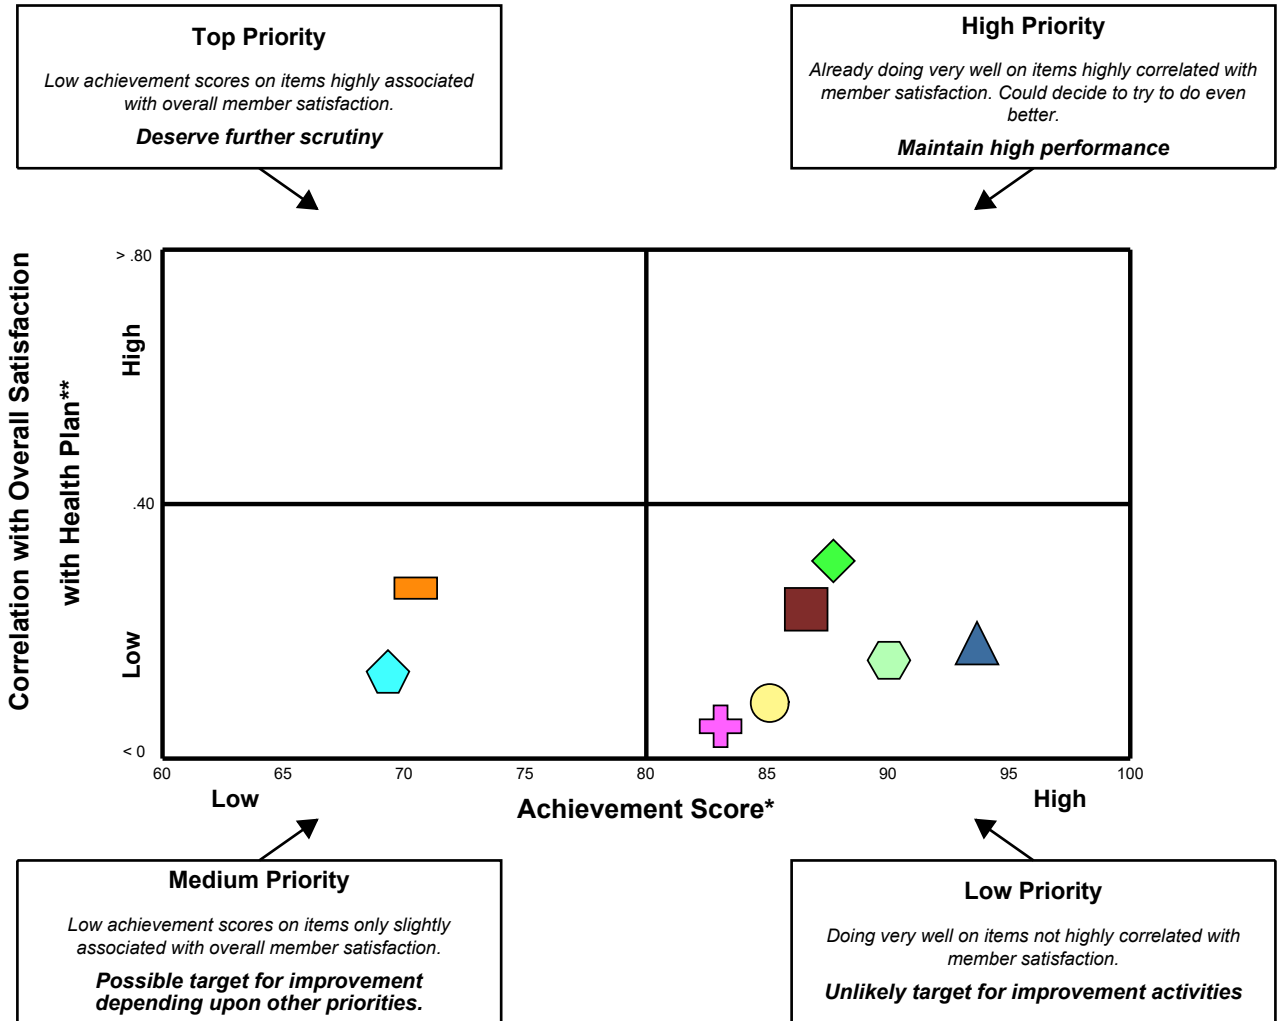 Top Priority
Low achievement scores on items highly associated
with overall member satisfaction.
Deserve further scrutiny
High Priority
Already doing very well on items highly correlated with
member satisfaction. Could decide to try to do even
better.
Maintain high performance
Correlation with Overall Satisfaction
with Health Plan**
> .80
High
.40
Low
< 0
60 65 70 75 80 85 90 95 100
Low Achievement Score* High
Medium Priority
Low achievement scores on items only slightly
associated with overall member satisfaction.
Possible target for improvement
depending upon other priorities.
Low Priority
Doing very well on items not highly correlated with
member satisfaction.
Unlikely target for improvement activities